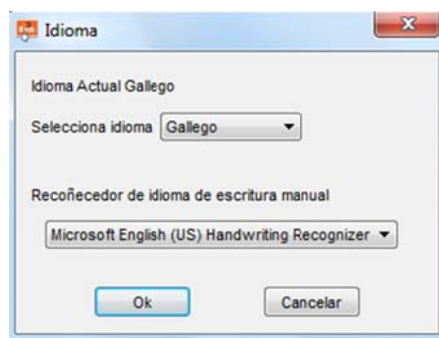 Idioma
Idioma Actual Gallego
Selecciona idioma Gallego
Recoñecedor de idioma de escritura manual
Microsoft English (US) Handwriting Recognizer
Ok Cancelar